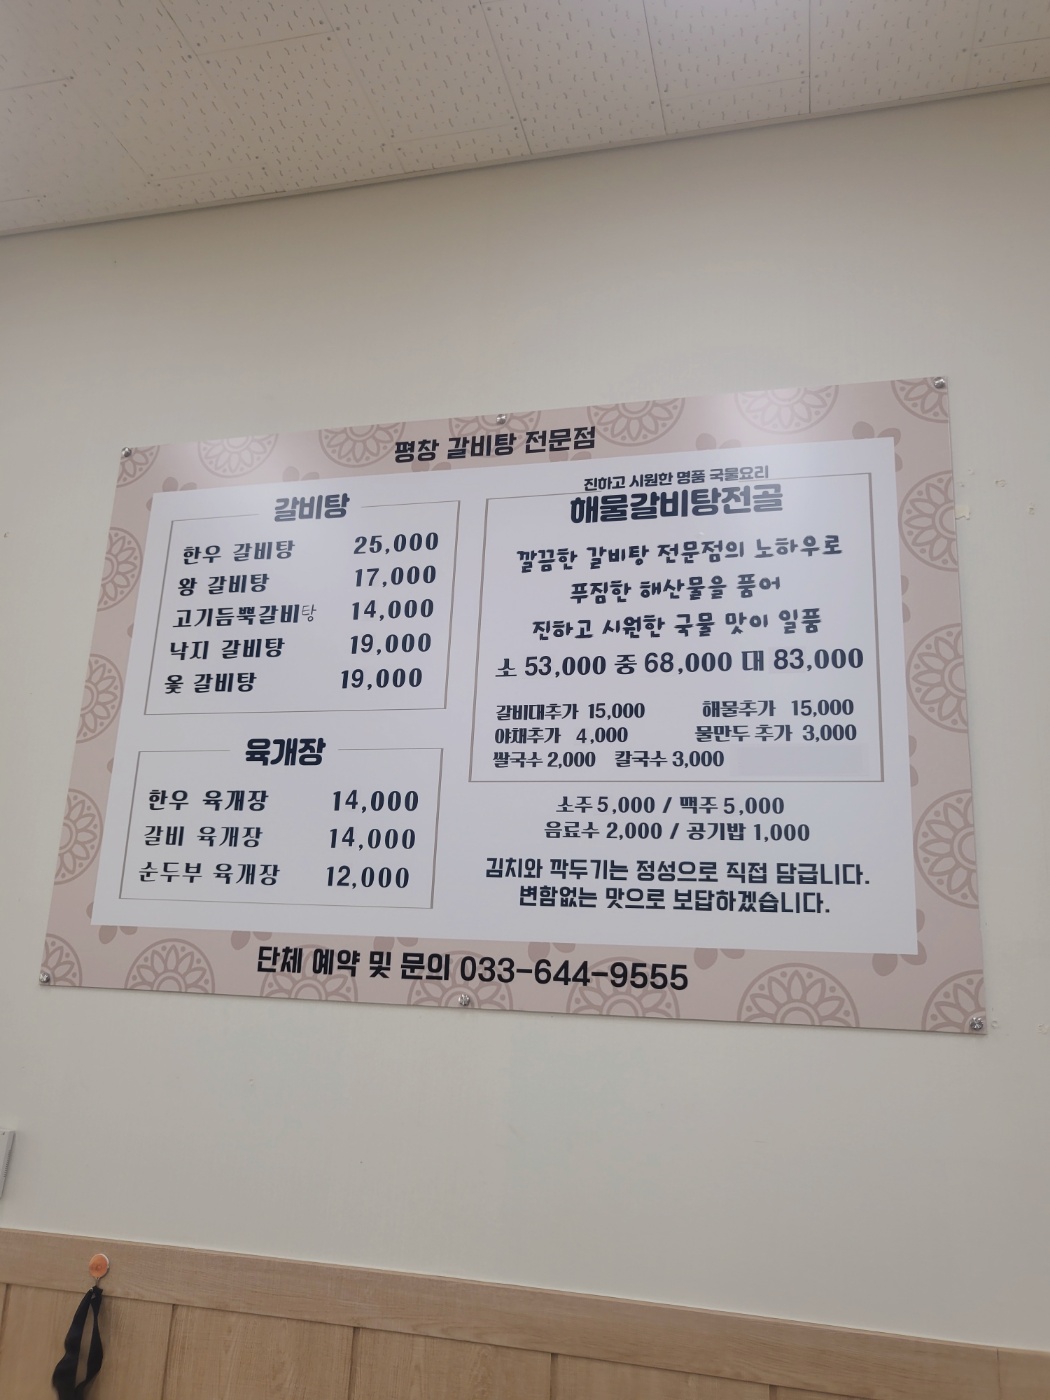 평창 갈비탕 전문점
갈비탕
한우 갈비탕 25,000
왕 갈비탕 17,000
고기듬뿍갈비탕 14,000
낙지 갈비탕 19,000
옻 갈비탕 19,000
육개장
한우 육개장 14,000
갈비 육개장 14,000
순두부 육개장 12,000
진하고 시원한 명품 국물요리
해물갈비탕전골
깔끔한 갈비탕 전문점의 노하우로
푸짐한 해산물을 품어
진하고 시원한 국물 맛이 일품
소 53,000 중 68,000 대 83,000
갈비대추가 15,000 해물추가 15,000
야채추가 4,000 물만두 추가 3,000
쌀국수 2,000 칼국수 3,000
소주 5,000 / 맥주 5,000
음료수 2,000 / 공기밥 1,000
김치와 깍두기는 정성으로 직접 담급니다.
변함없는 맛으로 보답하겠습니다.
단체 예약 및 문의 033-644-9555